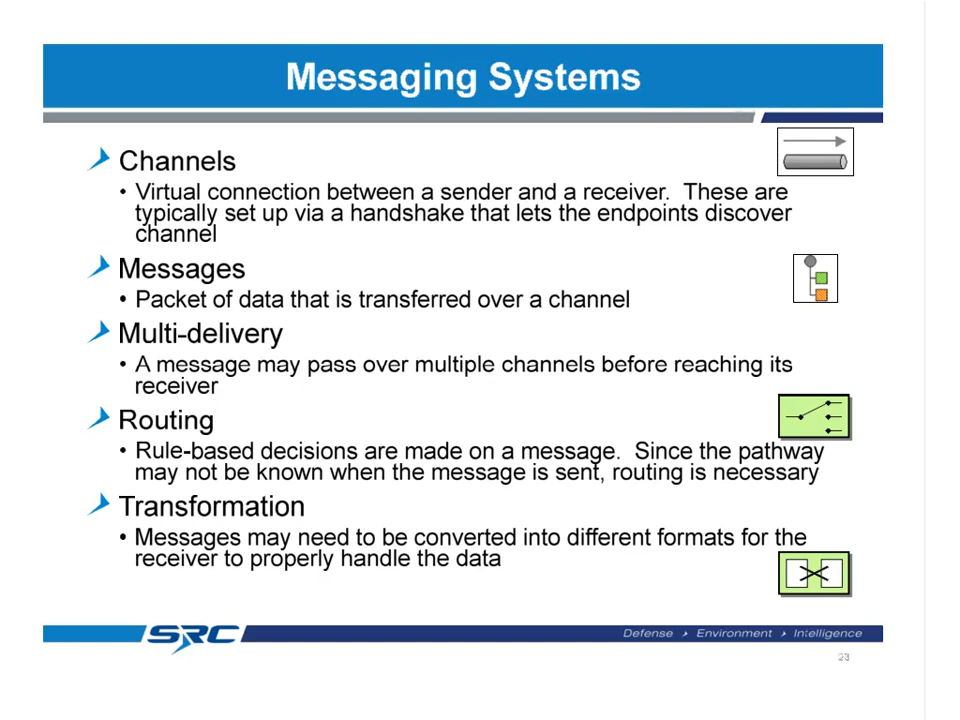 Messaging Systems
Channels
• Virtual connection between a sender and a receiver.  These are
typically set up via a handshake that lets the endpoints discover
channel
Messages
• Packet of data that is transferred over a channel
Multi-delivery
• A message may pass over multiple channels before reaching its
receiver
Routing
• Rule-based decisions are made on a message.  Since the pathway
may not be known when the message is sent, routing is necessary
Transformation
• Messages may need to be converted into different formats for the
receiver to properly handle the data
SRC
Defense Environment Intelligence
23